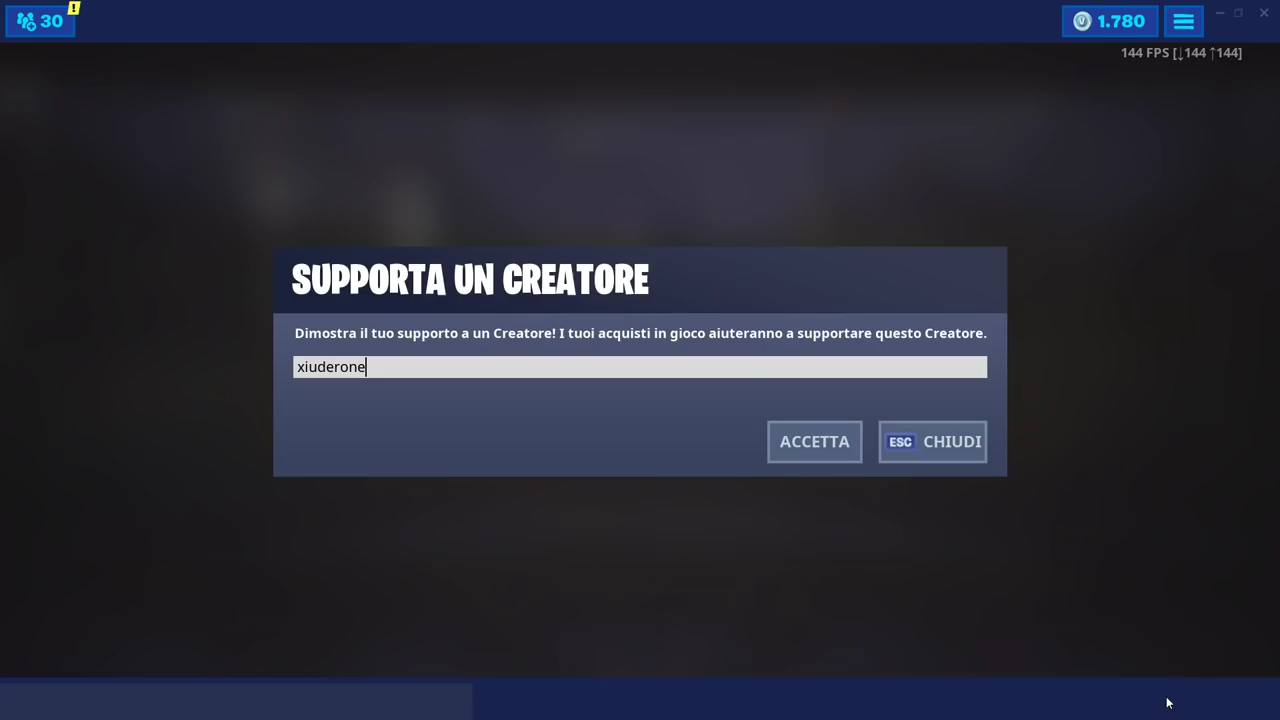 30
!
1.780
144 FPS [↓144 ↑144]
SUPPORTA UN CREATORE
Dimostra il tuo supporto a un Creatore! I tuoi acquisti in gioco aiuteranno a supportare questo Creatore.
xiuderone
ACCETTA
ESC CHIUDI